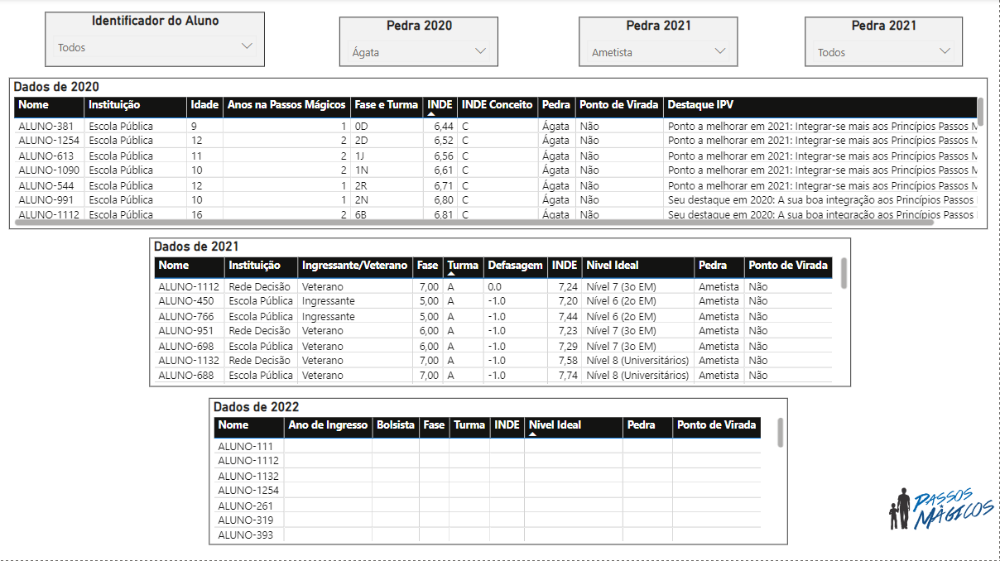 Identificador do Aluno
Todos
Pedra 2020
Ágata
Pedra 2021
Ametista
Pedra 2021
Todos
Dados de 2020
Nome Instituição Idade Anos na Passos Mágicos Fase e Turma INDE INDE Conceito Pedra Ponto de Virada Destaque IPV
ALUNO-381 Escola Pública 9 1 0D 6,44 C Ágata Não Ponto a melhorar em 2021: Integrar-se mais aos Princípios Passos
ALUNO-1254 Escola Pública 12 2 2D 6,52 C Ágata Não Ponto a melhorar em 2021: Integrar-se mais aos Princípios Passos
ALUNO-613 Escola Pública 11 2 1J 6,56 C Ágata Não Ponto a melhorar em 2021: Integrar-se mais aos Princípios Passos
ALUNO-1090 Escola Pública 10 2 1N 6,61 C Ágata Não Ponto a melhorar em 2021: Integrar-se mais aos Princípios Passos
ALUNO-544 Escola Pública 12 1 2R 6,71 C Ágata Não Ponto a melhorar em 2021: Integrar-se mais aos Princípios Passos
ALUNO-991 Escola Pública 10 1 2N 6,80 C Ágata Não Seu destaque em 2020: A sua boa integração aos Princípios Passos
ALUNO-1112 Escola Pública 16 2 6B 6,81 C Ágata Não Seu destaque em 2020: A sua boa integração aos Princípios Passos
Dados de 2021
Nome Instituição Ingressante/Veterano Fase Turma Defasagem INDE Nivel Ideal Pedra Ponto de Virada
ALUNO-1112 Rede Decisão Veterano 7,00 A 0.0 7,24 Nível 7 (3o EM) Ametista Não
ALUNO-450 Escola Pública Ingressante 5,00 A -1.0 7,20 Nível 6 (2o EM) Ametista Não
ALUNO-766 Escola Pública Ingressante 5,00 A -1.0 7,44 Nível 6 (2o EM) Ametista Não
ALUNO-951 Rede Decisão Veterano 6,00 A -1.0 7,23 Nível 7 (3o EM) Ametista Não
ALUNO-698 Escola Pública Veterano 6,00 A -1.0 7,29 Nível 7 (3o EM) Ametista Não
ALUNO-1132 Rede Decisão Veterano 7,00 A -1.0 7,58 Nível 8 (Universitários) Ametista Não
ALUNO-688 Escola Pública Veterano 7,00 A -1.0 7,74 Nível 8 (Universitários) Ametista Não
Dados de 2022
Nome Ano de Ingresso Bolsista Fase Turma INDE Nivel Ideal Pedra Ponto de Virada
ALUNO-111
ALUNO-1112
ALUNO-1132
ALUNO-1254
ALUNO-261
ALUNO-319
ALUNO-393
PASSOS
MÁGICOS